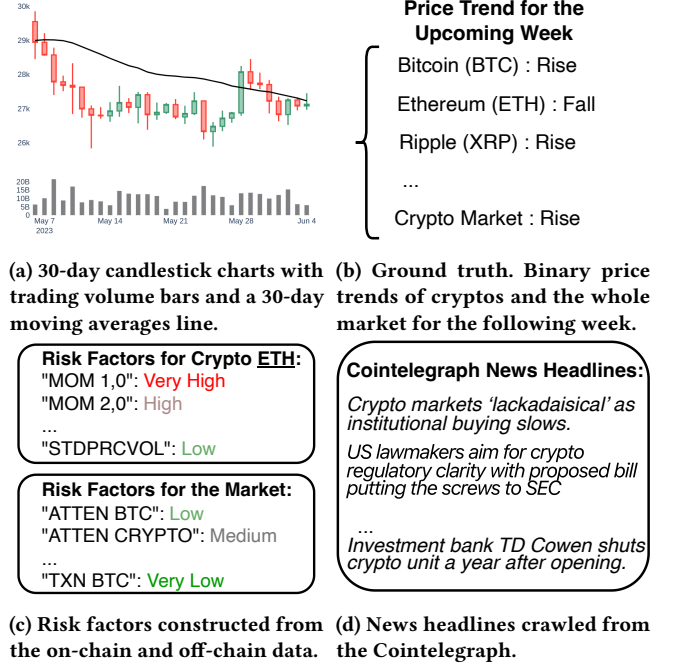 30k
29k
28k
27k
26k
20B
15B
10B
5B
0
May 7
2023
May 14
May 21
May 28
Jun 4
Price Trend for the
Upcoming Week
Bitcoin (BTC) : Rise
Ethereum (ETH) : Fall
Ripple (XRP) : Rise
...
Crypto Market : Rise
(a) 30-day candlestick charts with
trading volume bars and a 30-day
moving averages line.
(b) Ground truth. Binary price
trends of cryptos and the whole
market for the following week.
Risk Factors for Crypto ETH:
"MOM 1,0": Very High
"MOM 2,0": High
...
"STDPRCVOL": Low
Risk Factors for the Market:
"ATTEN BTC": Low
"ATTEN CRYPTO": Medium
...
"TXN BTC": Very Low
Cointelegraph News Headlines:
Crypto markets ‘lackadaisical’ as
institutional buying slows.
US lawmakers aim for crypto
regulatory clarity with proposed bill
putting the screws to SEC
...
Investment bank TD Cowen shuts
crypto unit a year after opening.
(c) Risk factors constructed from
the on-chain and off-chain data.
(d) News headlines crawled from
the Cointelegraph.